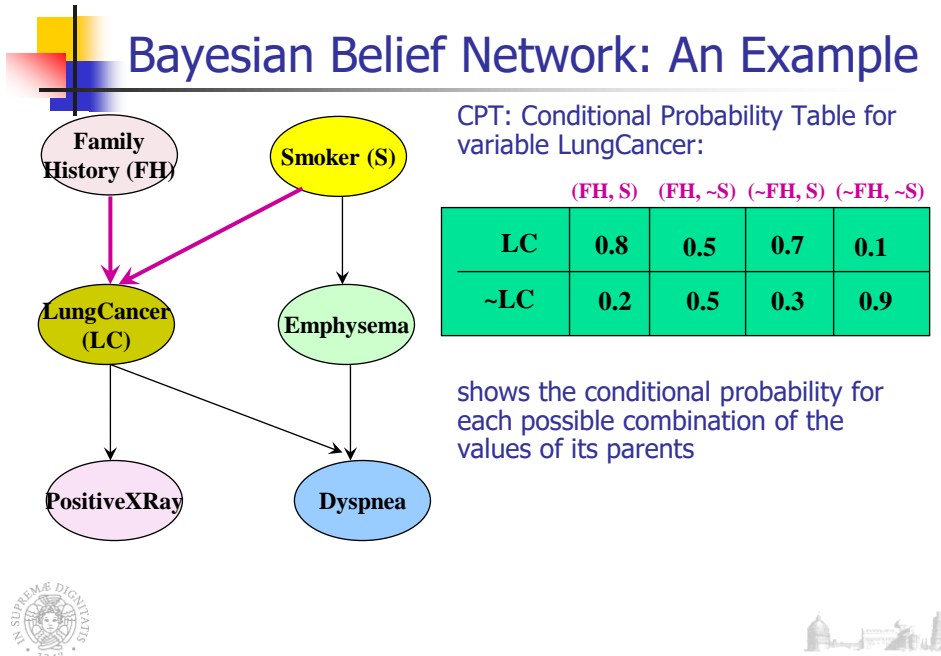 Bayesian Belief Network: An Example
Family
History (FH)
Smoker (S)
LungCancer
(LC)
Emphysema
PositiveXRay
Dyspnea
CPT: Conditional Probability Table for
variable LungCancer:
(FH, S) (FH, ~S) (~FH, S) (~FH, ~S)
LC 0.8 0.5 0.7 0.1
~LC 0.2 0.5 0.3 0.9
shows the conditional probability for
each possible combination of the
values of its parents
IN SUPREMÆ DIGNITATIS